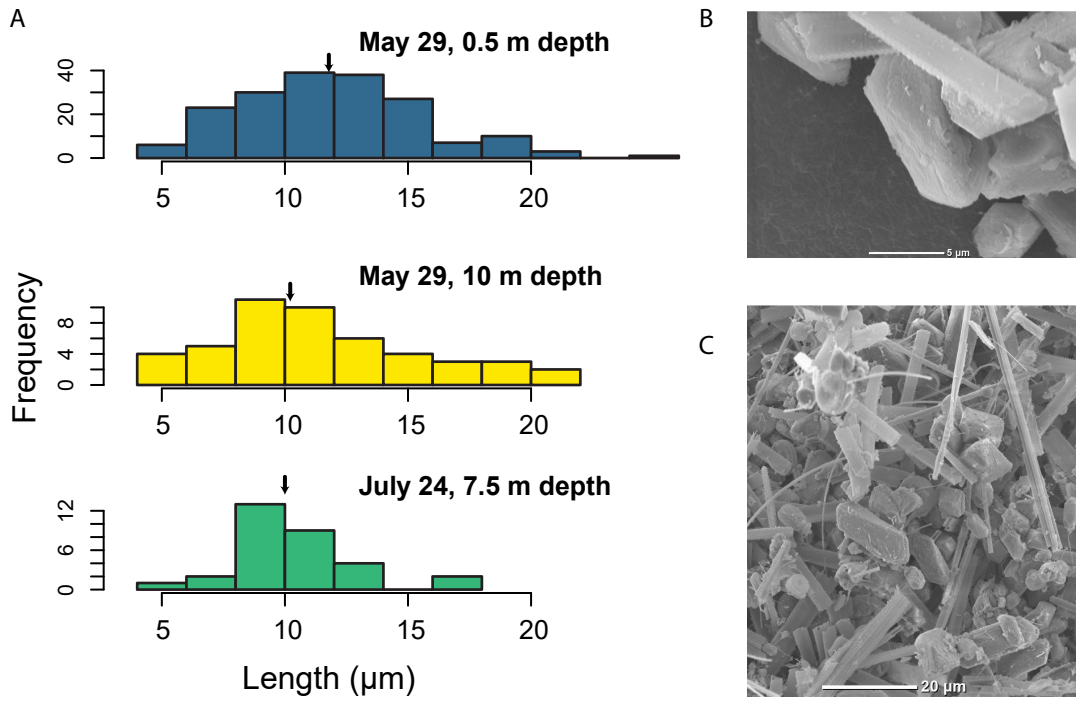 A
May 29, 0.5 m depth
0
20
40
5
10
15
20
May 29, 10 m depth
0
4
8
5
10
15
20
July 24, 7.5 m depth
0
6
12
5
10
15
20
Frequency
Length (µm)
B
5 µm
C
20 µm